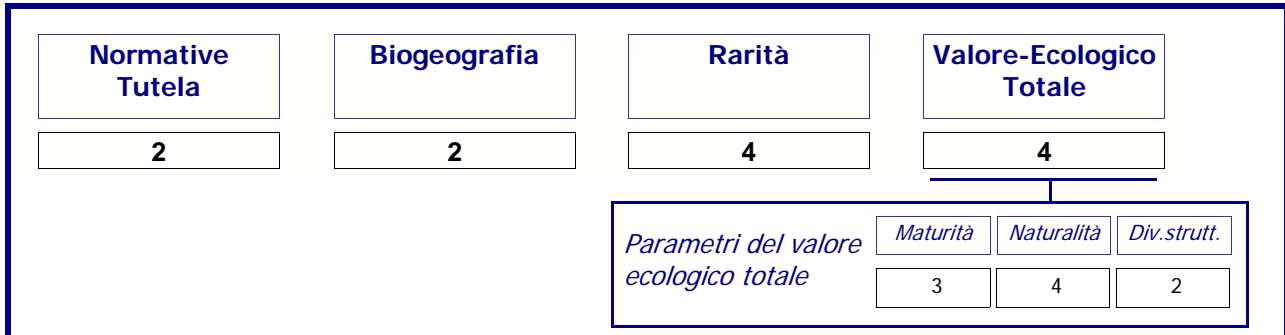 Normative
Tutela
Biogeografia
Rarità
Valore-Ecologico
Totale
2
2
4
4
Parametri del valore
ecologico totale
Maturità
Naturalità
Div.strutt.
3
4
2